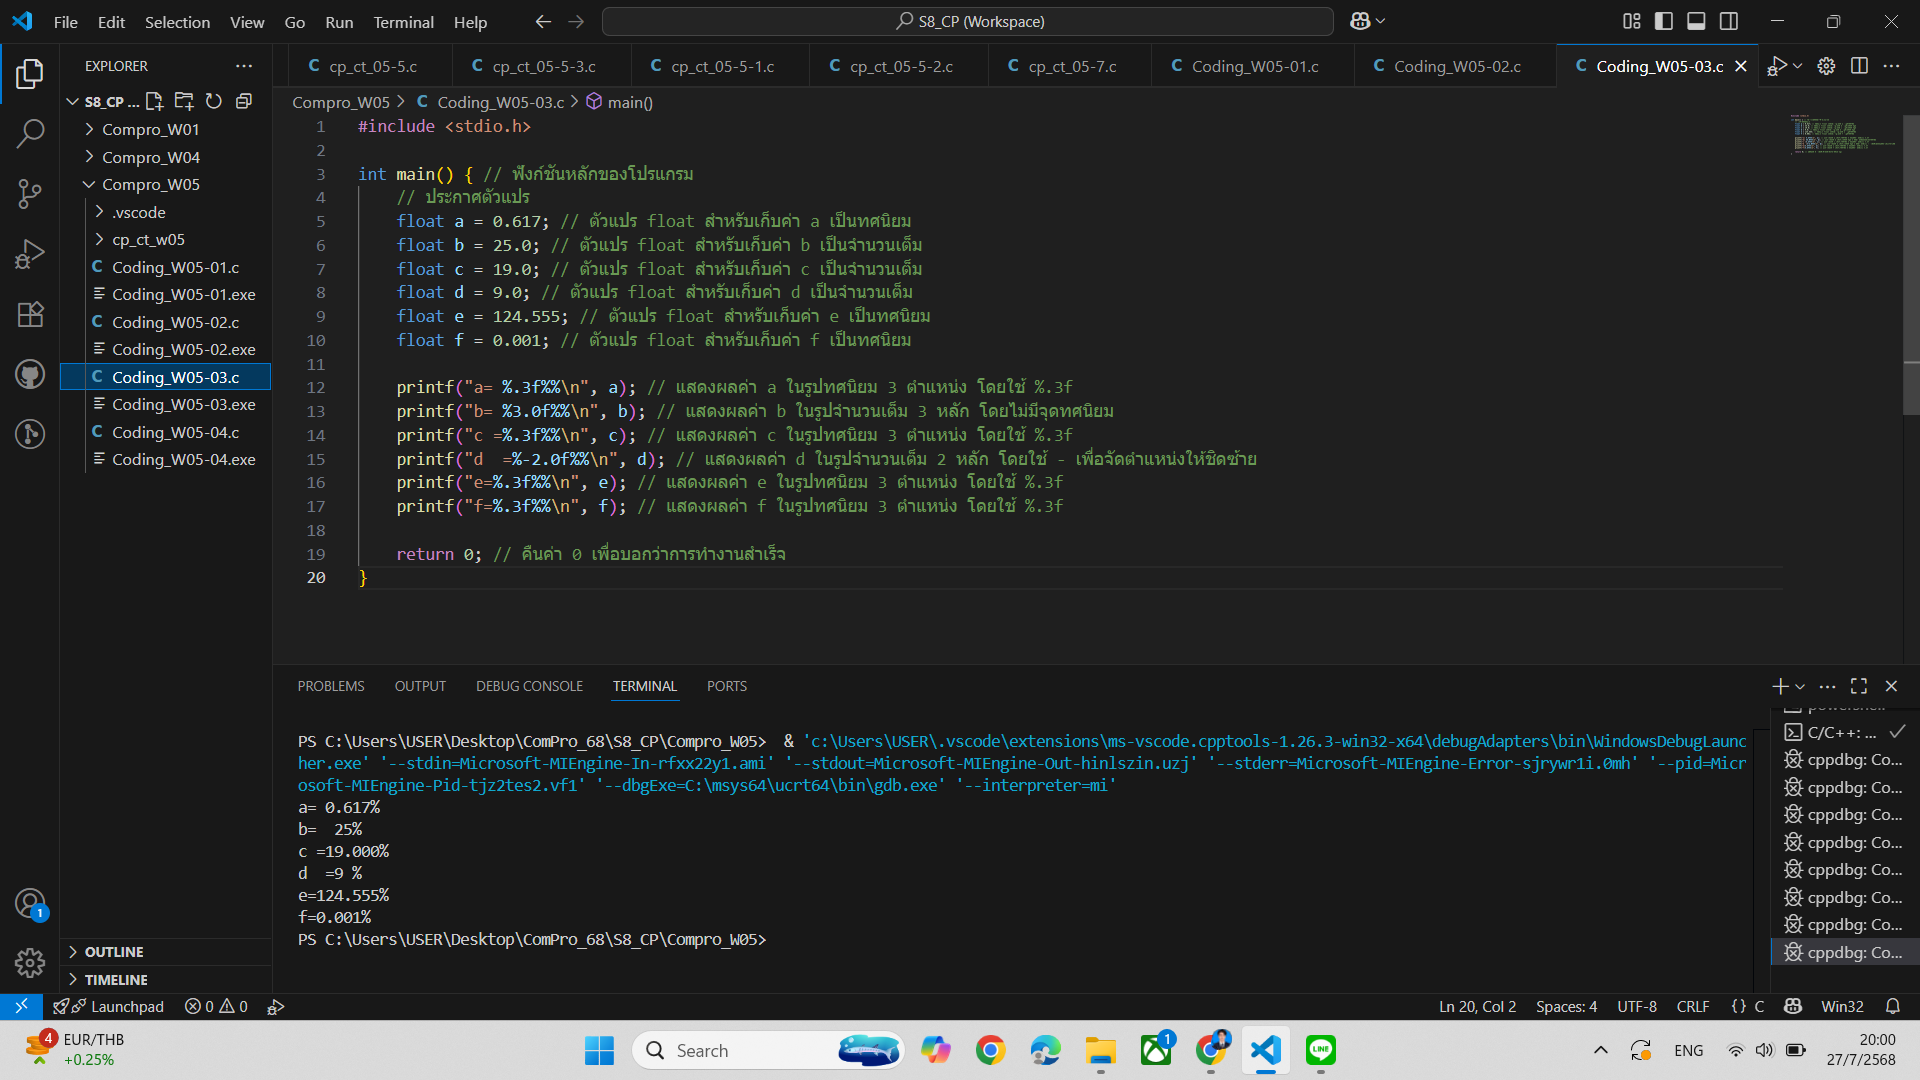 File Edit Selection View Go Run Terminal Help
S8_CP (Workspace)
EXPLORER
S8_CP ...
Compro_W01
Compro_W04
Compro_W05
.vscode
cp_ct_w05
C Coding_W05-01.c
Coding_W05-01.exe
C Coding_W05-02.c
Coding_W05-02.exe
C Coding_W05-03.c
Coding_W05-03.exe
C Coding_W05-04.c
Coding_W05-04.exe
OUTLINE
TIMELINE
C cp_ct_05-5.c C cp_ct_05-5-3.c C cp_ct_05-5-1.c C cp_ct_05-5-2.c C cp_ct_05-7.c C Coding_W05-01.c C Coding_W05-02.c C Coding_W05-03.c
Compro_W05 > C Coding_W05-03.c > main()
1 #include <stdio.h>
2
3 int main() { // ฟังก์ชันหลักของโปรแกรม
4 // ประกาศตัวแปร
5 float a = 0.617; // ตัวแปร float สำหรับเก็บค่า a เป็นทศนิยม
6 float b = 25.0; // ตัวแปร float สำหรับเก็บค่า b เป็นจำนวนเต็ม
7 float c = 19.0; // ตัวแปร float สำหรับเก็บค่า c เป็นจำนวนเต็ม
8 float d = 9.0; // ตัวแปร float สำหรับเก็บค่า d เป็นจำนวนเต็ม
9 float e = 124.555; // ตัวแปร float สำหรับเก็บค่า e เป็นทศนิยม
10 float f = 0.001; // ตัวแปร float สำหรับเก็บค่า f เป็นทศนิยม
11
12 printf("a= %.3f%%\n", a); // แสดงผลค่า a ในรูปทศนิยม 3 ตำแหน่ง โดยใช้ %.3f
13 printf("b= %3.0f%%\n", b); // แสดงผลค่า b ในรูปจำนวนเต็ม 3 หลัก โดยไม่มีจุดทศนิยม
14 printf("c =%.3f%%\n", c); // แสดงผลค่า c ในรูปทศนิยม 3 ตำแหน่ง โดยใช้ %.3f
15 printf("d  =%-2.0f%%\n", d); // แสดงผลค่า d ในรูปจำนวนเต็ม 2 หลัก โดยใช้ - เพื่อจัดตำแหน่งให้ชิดซ้าย
16 printf("e=%.3f%%\n", e); // แสดงผลค่า e ในรูปทศนิยม 3 ตำแหน่ง โดยใช้ %.3f
17 printf("f=%.3f%%\n", f); // แสดงผลค่า f ในรูปทศนิยม 3 ตำแหน่ง โดยใช้ %.3f
18
19 return 0; // คืนค่า 0 เพื่อบอกว่าการทำงานสำเร็จ
20 }
PROBLEMS OUTPUT DEBUG CONSOLE TERMINAL PORTS
PS C:\Users\USER\Desktop\ComPro_68\S8_CP\Compro_W05>  & 'c:\Users\USER\.vscode\extensions\ms-vscode.cpptools-1.26.3-win32-x64\debugAdapters\bin\WindowsDebugLaunc
her.exe' '--stdin=Microsoft-MIEngine-In-rfxx22y1.ami' '--stdout=Microsoft-MIEngine-Out-hinlszin.uzj' '--stderr=Microsoft-MIEngine-Error-sjrywr1i.0mh' '--pid=Micr
osoft-MIEngine-Pid-tjz2tes2.vf1' '--dbgExe=C:\msys64\ucrt64\bin\gdb.exe' '--interpreter=mi'
a= 0.617%
b=  25%
c =19.000%
d  =9 %
e=124.555%
f=0.001%
PS C:\Users\USER\Desktop\ComPro_68\S8_CP\Compro_W05>
C/C++: ...
cppdbg: Co...
cppdbg: Co...
cppdbg: Co...
cppdbg: Co...
cppdbg: Co...
cppdbg: Co...
cppdbg: Co...
cppdbg: Co...
1
Launchpad 0 0
Ln 20, Col 2 Spaces: 4 UTF-8 CRLF {} C Win32
4 EUR/THB
+0.25%
Search
1
LINE
ENG
20:00
27/7/2568